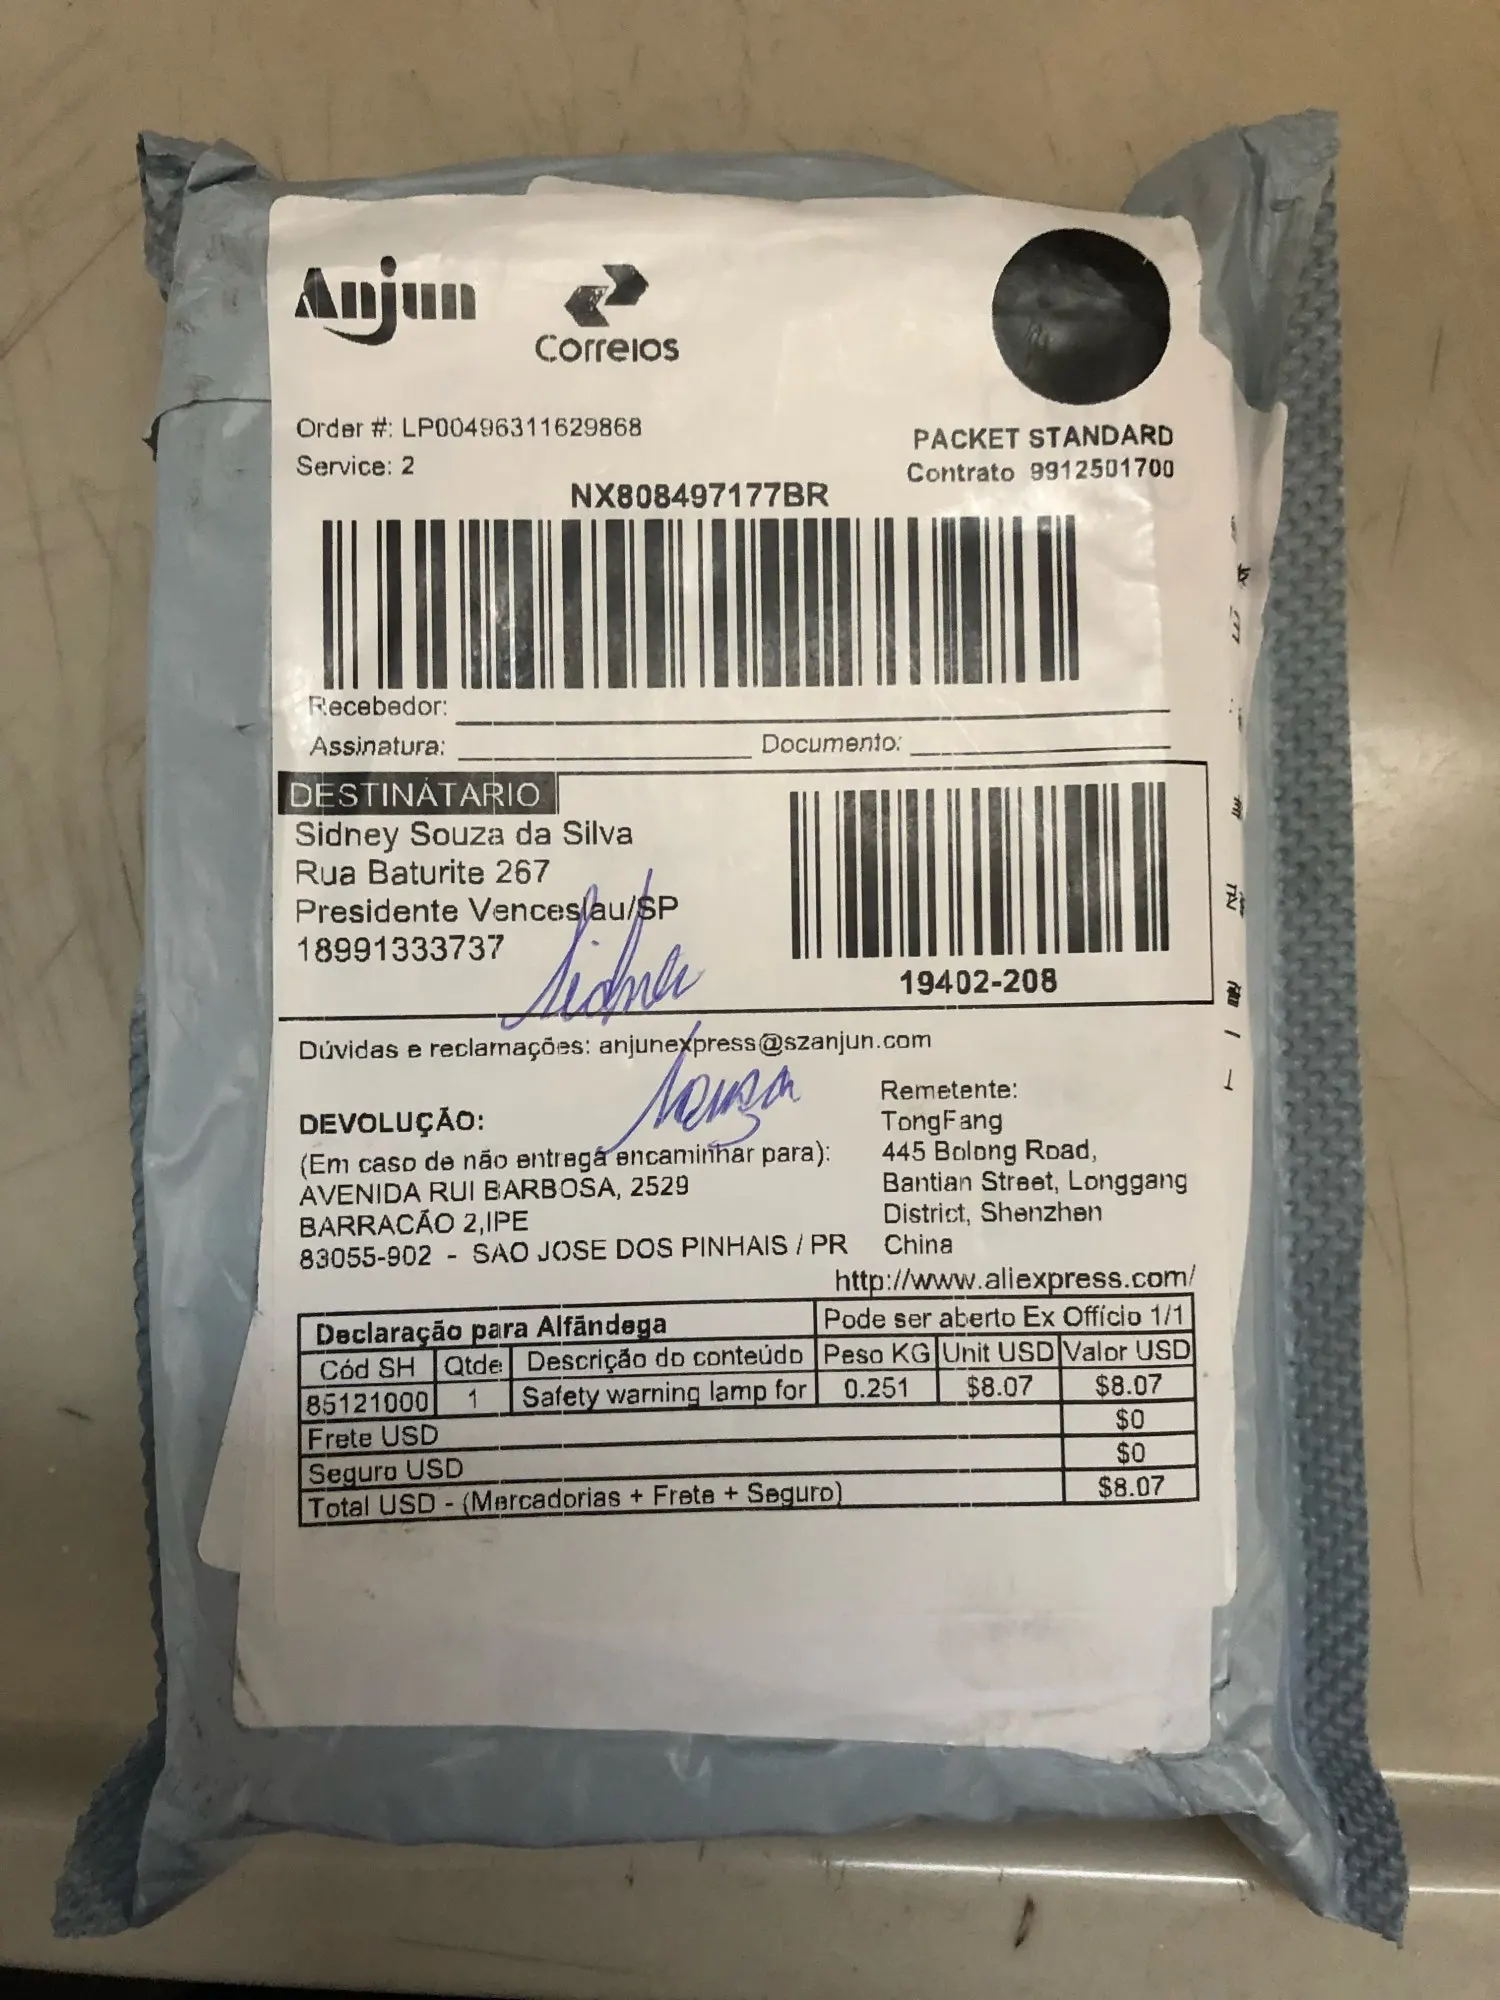 Anjun
Correios
Order #: LP00496311629868
Service: 2
PACKET STANDARD
Contrato 9912501700
NX808497177BR
Recebedor:
Assinatura: Documento:
DESTINATARIO
Sidney Souza da Silva
Rua Baturite 267
Presidente Venceslau/SP
18991333737
19402-208
Sidney
Souza
Dúvidas e reclamações: anjunexpress@szanjun.com
DEVOLUÇÃO:
(Em caso de não entrega encaminhar para):
AVENIDA RUI BARBOSA, 2529
BARRACÃO 2,IPE
83055-902 - SAO JOSE DOS PINHAIS / PR
Remetente:
TongFang
445 Bolong Road,
Bantian Street, Longgang
District, Shenzhen
China
http://www.aliexpress.com/
Declaração para Alfândega Pode ser aberto Ex Offício 1/1
Cód SH Qtde Descrição do conteúdo Peso KG Unit USD Valor USD
85121000 1 Safety warning lamp for 0.251 $8.07 $8.07
Frete USD $0
Seguro USD $0
Total USD - (Mercadorias + Frete + Seguro) $8.07